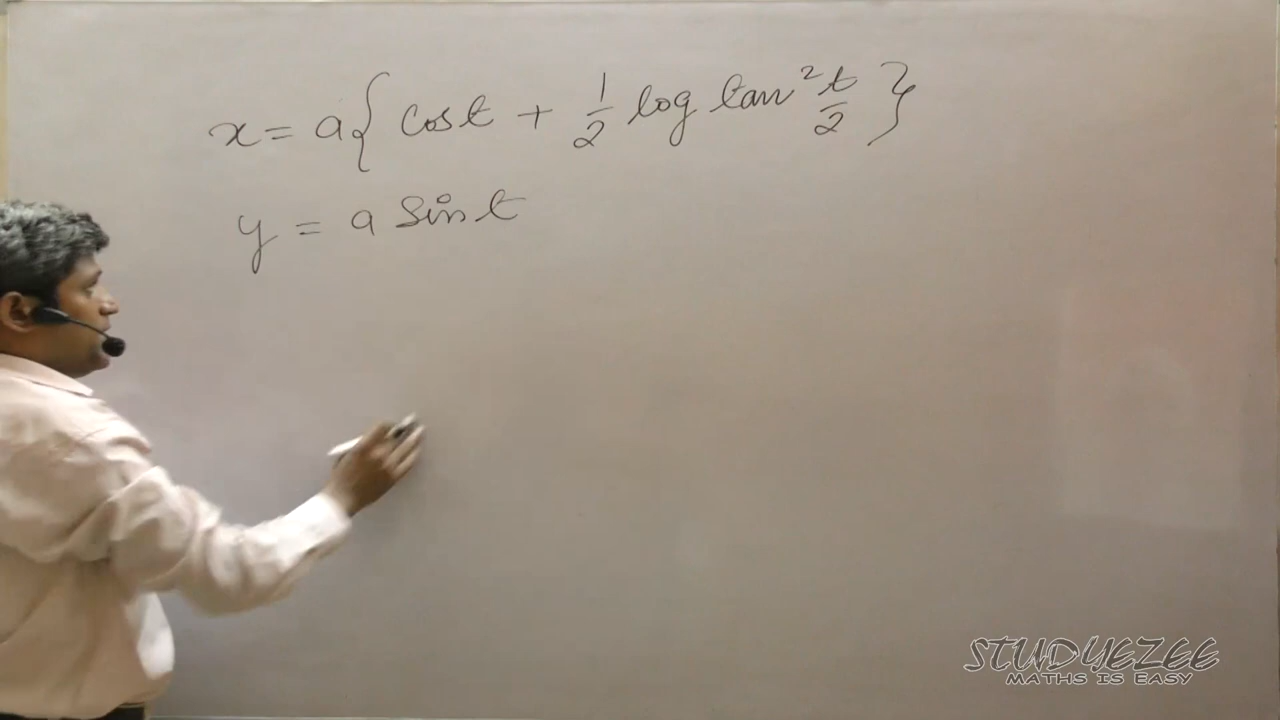 x = a{ cos t + 1/2 log tan² t/2 }
y = a sin t
STUDYEZEE
MATHS IS EASY